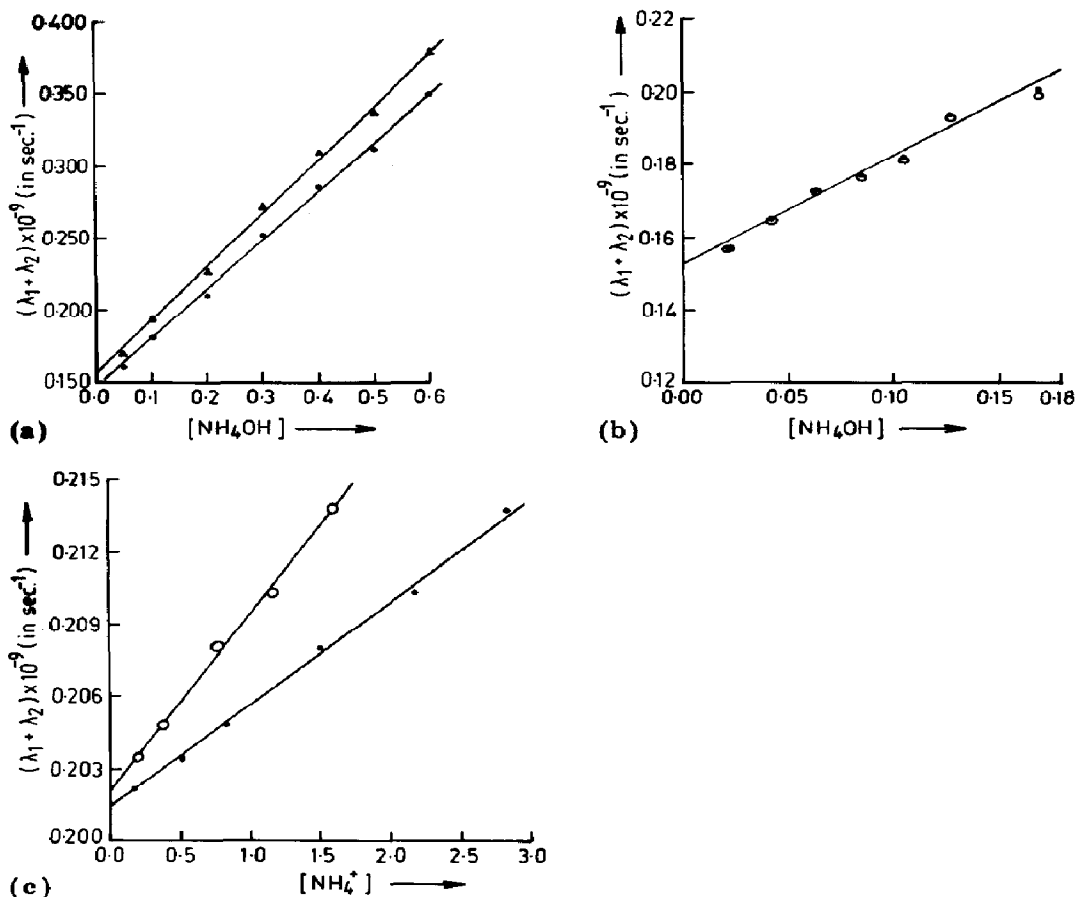 0.400
0.350
0.250
0.200
0.150
0.0 0.1 0.2 0.3 0.4 0.5 0.6
(λ1 + λ2) × 10^-9 (in sec.^-1)
[NH4OH]
(a)
0.22
0.20
0.18
0.16
0.14
0.12
0.00 0.05 0.10 0.15 0.18
(λ1 + λ2) × 10^-9 (in sec^-1)
[NH4OH]
(b)
0.215
0.212
0.209
0.206
0.203
0.200
0.0 0.5 1.0 1.5 2.0 2.5 3.0
(λ1 + λ2) × 10^-9 (in sec^-1)
[NH4^+]
(c)